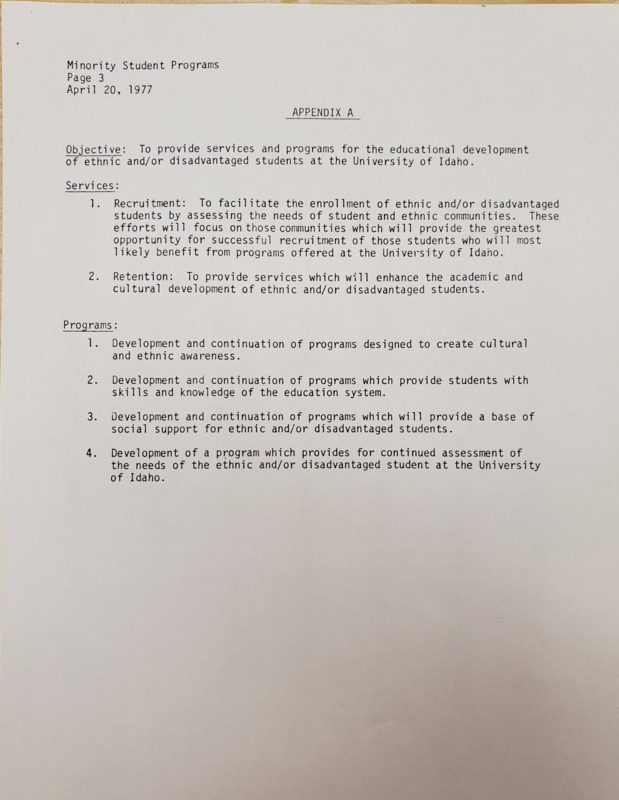 Minority Student Programs
Page 3
April 20, 1977
APPENDIX A
Objective: To provide services and programs for the educational development
of ethnic and/or disadvantaged students at the University of Idaho.
Services:
1. Recruitment: To facilitate the enrollment of ethnic and/or disadvantaged
students by assessing the needs of student and ethnic communities. These
efforts will focus on those communities which will provide the greatest
opportunity for successful recruitment of those students who will most
likely benefit from programs offered at the University of Idaho.
2. Retention: To provide services which will enhance the academic and
cultural development of ethnic and/or disadvantaged students.
Programs:
1. Development and continuation of programs designed to create cultural
and ethnic awareness.
2. Development and continuation of programs which provide students with
skills and knowledge of the education system.
3. Development and continuation of programs which will provide a base of
social support for ethnic and/or disadvantaged students.
4. Development of a program which provides for continued assessment of
the needs of the ethnic and/or disadvantaged student at the University
of Idaho.